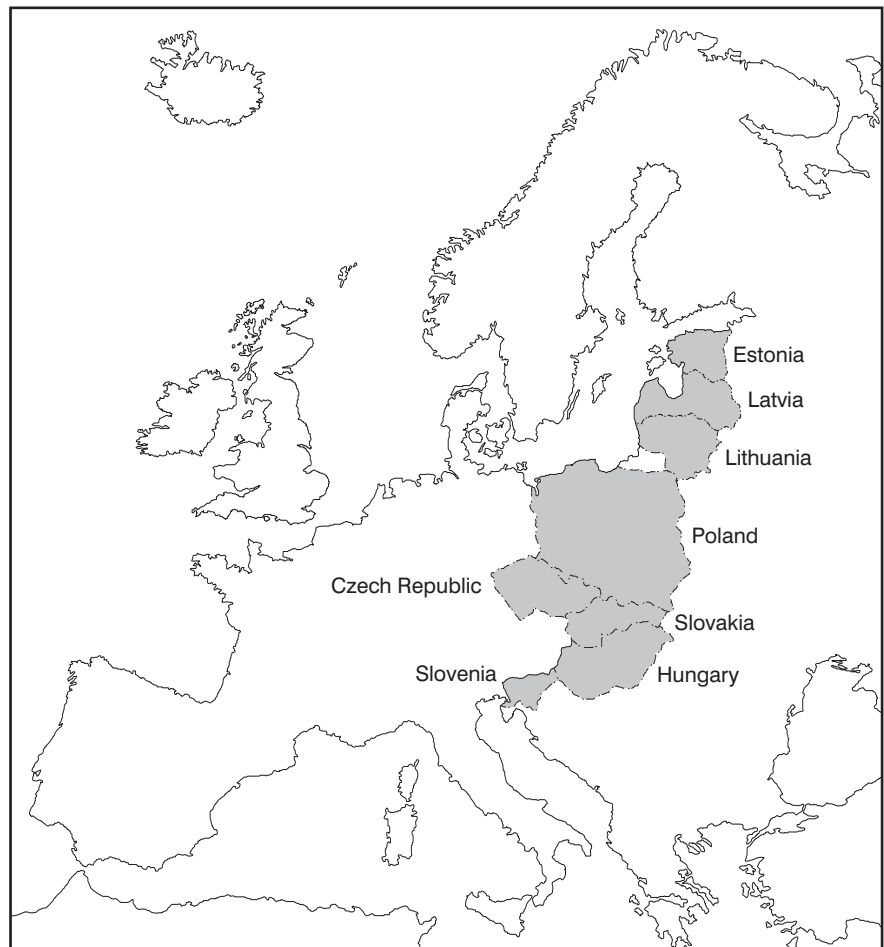 Estonia
Latvia
Lithuania
Poland
Czech Republic
Slovakia
Slovenia
Hungary